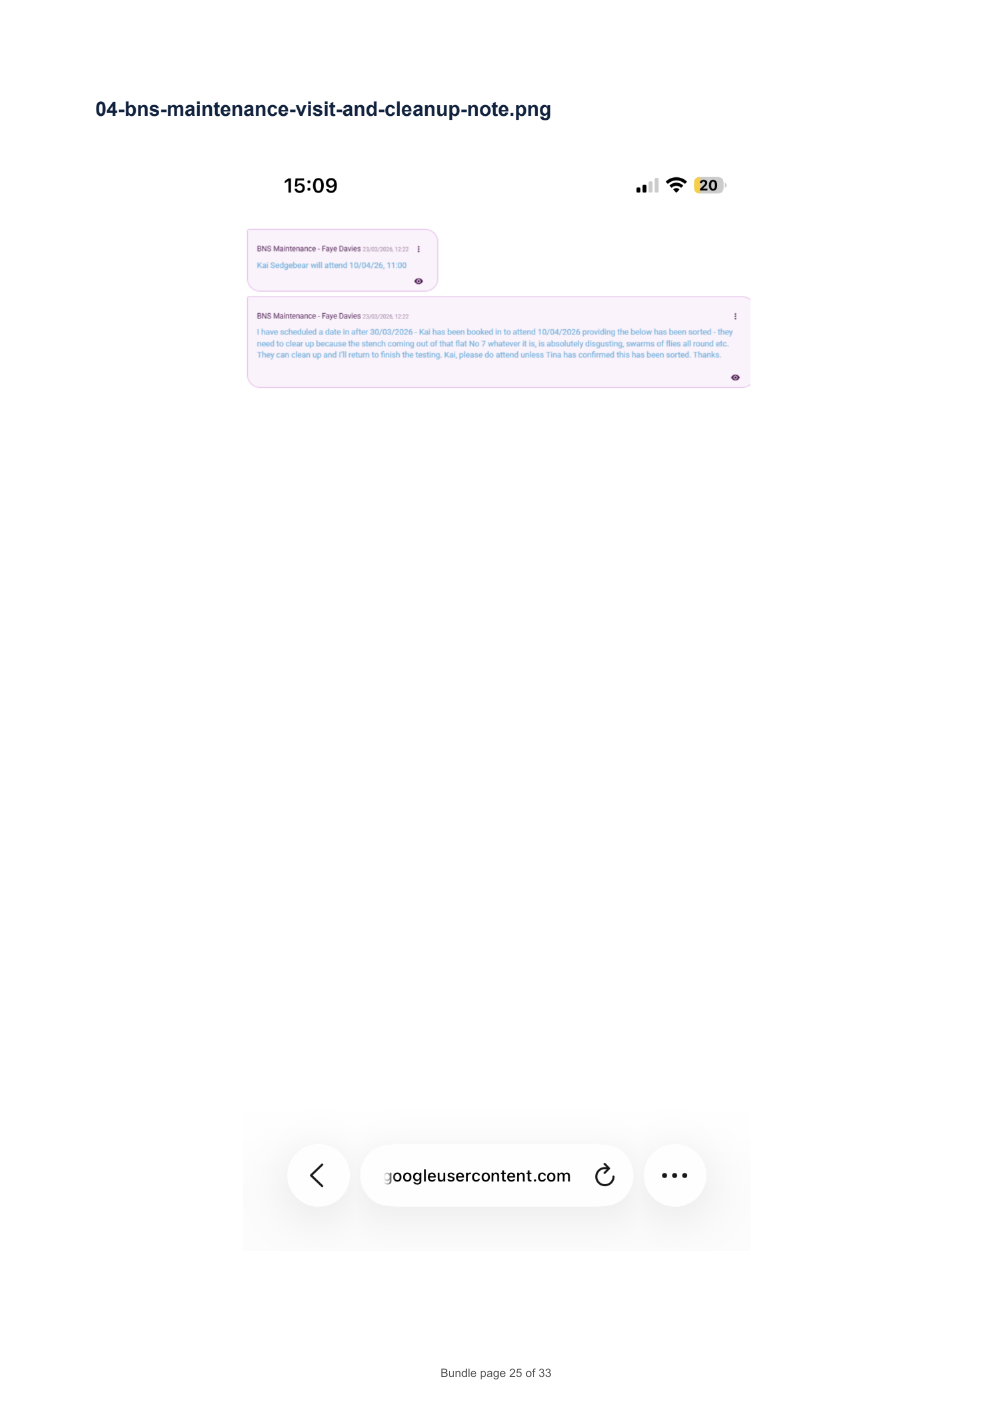 04-bns-maintenance-visit-and-cleanup-note.png
15:09
20
BNS Maintenance - Faye Davies 23/03/2026, 12:22
Kai Sedgebear will attend 10/04/26, 11:00
BNS Maintenance - Faye Davies 23/03/2026, 12:22
I have scheduled a date in after 30/03/2026 - Kai has been booked in to attend 10/04/2026 providing the below has been sorted - they
need to clear up because the stench coming out of that flat No 7 whatever it is, is absolutely disgusting, swarms of flies all round etc.
They can clean up and I'll return to finish the testing. Kai, please do attend unless Tina has confirmed this has been sorted. Thanks.
googleusercontent.com
Bundle page 25 of 33